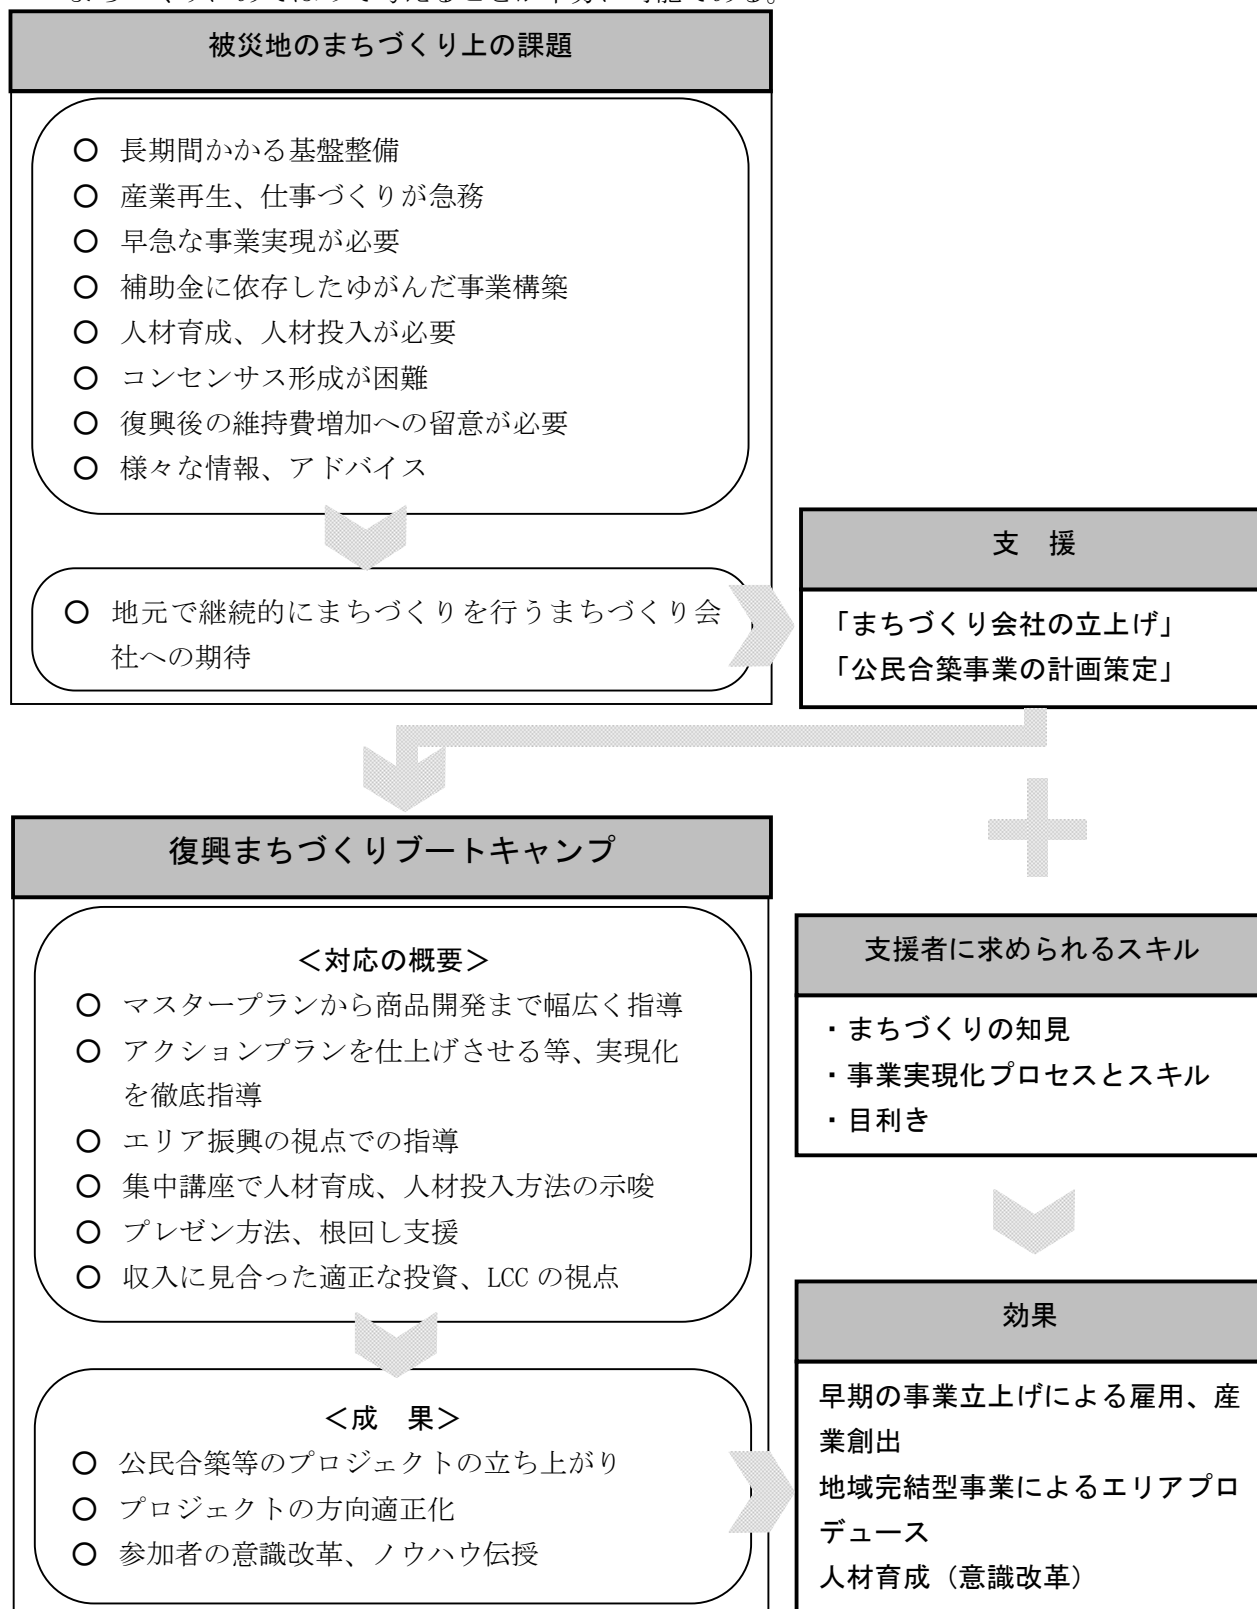 被災地のまちづくり上の課題
○ 長期間かかる基盤整備
○ 産業再生、仕事づくりが急務
○ 早急な事業実現が必要
○ 補助金に依存したゆがんだ事業構築
○ 人材育成、人材投入が必要
○ コンセンサス形成が困難
○ 復興後の維持費増加への留意が必要
○ 様々な情報、アドバイス
○ 地元で継続的にまちづくりを行うまちづくり会
社への期待
支　援
「まちづくり会社の立上げ」
「公民合築事業の計画策定」
復興まちづくりブートキャンプ
＜対応の概要＞
○ マスタープランから商品開発まで幅広く指導
○ アクションプランを仕上げさせる等、実現化
を徹底指導
○ エリア振興の視点での指導
○ 集中講座で人材育成、人材投入方法の示唆
○ プレゼン方法、根回し支援
○ 収入に見合った適正な投資、LCC の視点
＜成　果＞
○ 公民合築等のプロジェクトの立ち上がり
○ プロジェクトの方向適正化
○ 参加者の意識改革、ノウハウ伝授
支援者に求められるスキル
・まちづくりの知見
・事業実現化プロセスとスキル
・目利き
効果
早期の事業立上げによる雇用、産
業創出
地域完結型事業によるエリアプロ
デュース
人材育成（意識改革）